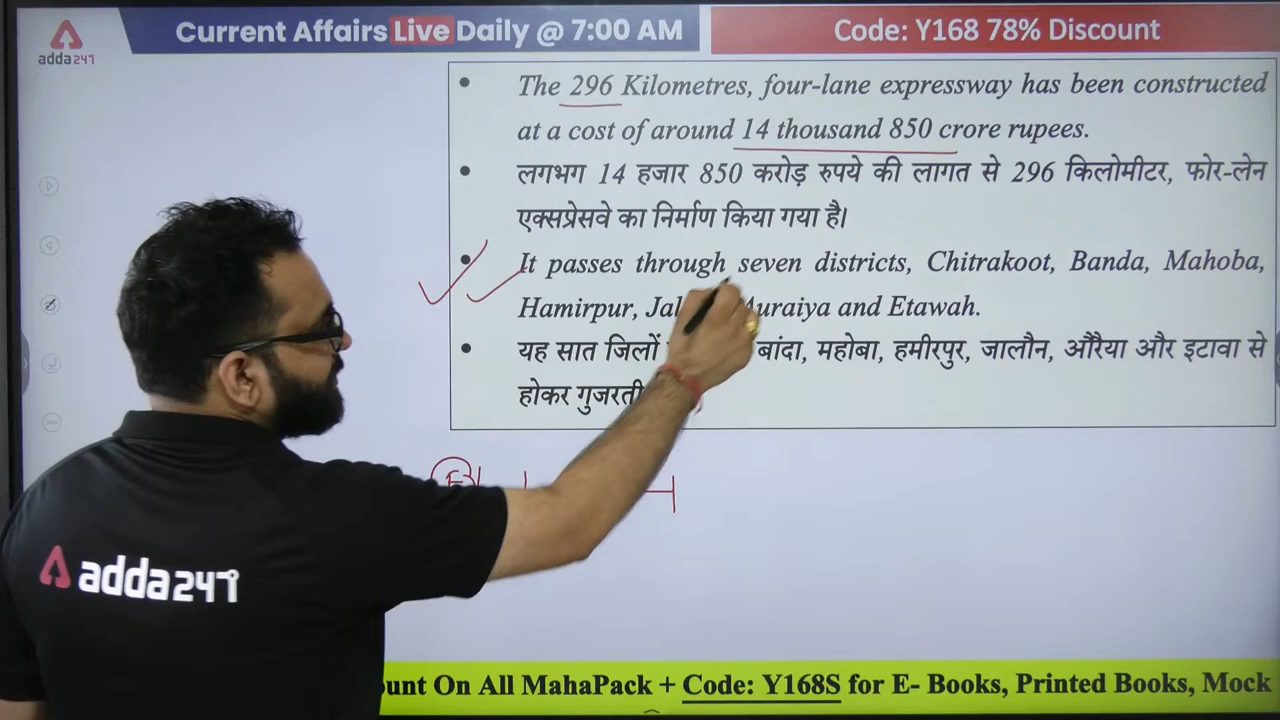 Current Affairs Live Daily @ 7:00 AM
Code: Y168 78% Discount
adda247
• The 296 Kilometres, four-lane expressway has been constructed
at a cost of around 14 thousand 850 crore rupees.
• लगभग 14 हजार 850 करोड़ रुपये की लागत से 296 किलोमीटर, फोर-लेन
एक्सप्रेसवे का निर्माण किया गया है।
• It passes through seven districts, Chitrakoot, Banda, Mahoba,
Hamirpur, and Etawah.
• यह सात जिलों बांदा, महोबा, हमीरपुर, जालौन, औरैया और इटावा से
होकर गुजरती
E
adda247
On All MahaPack + Code: Y168S for E- Books, Printed Books, Mock